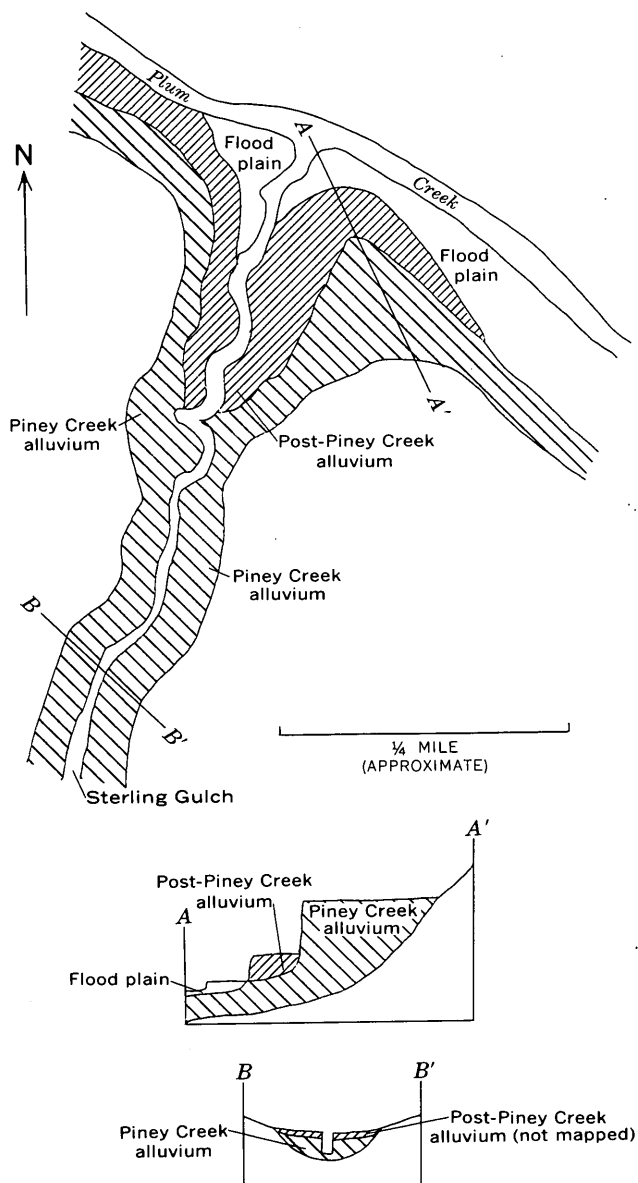 Plum
Creek
Flood
plain
A
N
Flood
plain
A'
Piney Creek
alluvium
Post-Piney Creek
alluvium
Piney Creek
alluvium
B
B'
¼ MILE
(APPROXIMATE)
Sterling Gulch
A'
Post-Piney Creek
alluvium
Piney Creek
alluvium
A
Flood plain
B
B'
Piney Creek
alluvium
Post-Piney Creek
alluvium (not mapped)